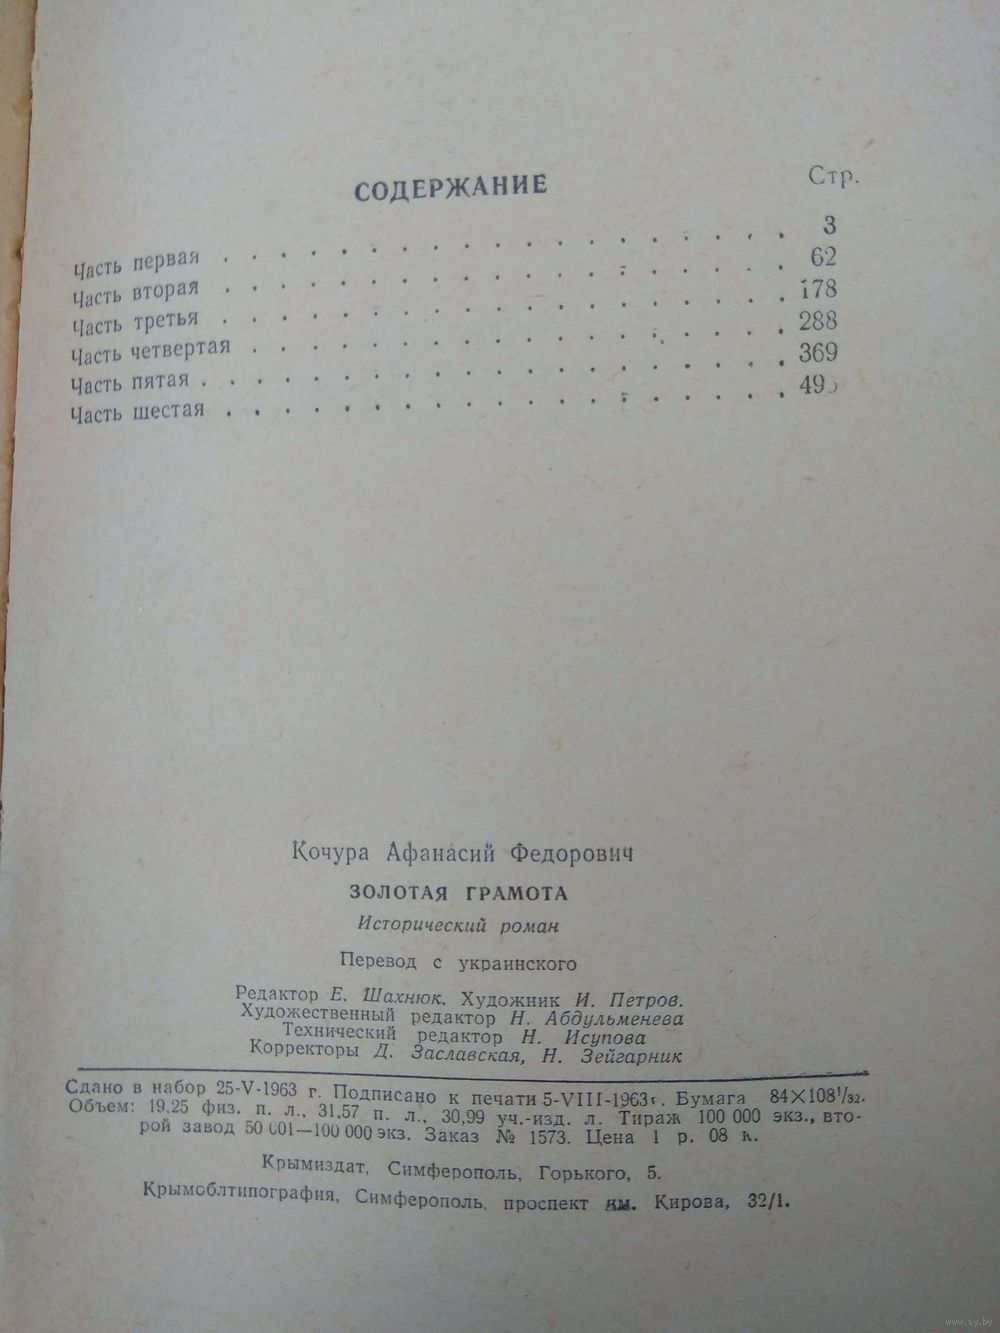 СОДЕРЖАНИЕ
Стр.
Часть первая . . . . . . . . . . . . . . . . . . . 3
Часть вторая . . . . . . . . . . . . . . . . . . . 62
Часть третья . . . . . . . . . . . . . . . . . . . 178
Часть четвертая . . . . . . . . . . . . . . . . . . 288
Часть пятая . . . . . . . . . . . . . . . . . . . . 369
Часть шестая . . . . . . . . . . . . . . . . . . .
Кочура Афанасий Федорович
ЗОЛОТАЯ ГРАМОТА
Исторический роман
Перевод с украинского
Редактор Е. Шахнюк. Художник И. Петров.
Художественный редактор Н. Абдульменева
Технический редактор Н. Исупова
Корректоры Д. Заславская, Н. Зейгарник
Сдано в набор 25-V-1963 г. Подписано к печати 5-VIII-1963 г. Бумага 84×108¹/₃₂.
Объем: 19,25 физ. п. л., 31,57 п. л., 30,99 уч.-изд. л. Тираж 100 000 экз., вто-
рой завод 50 001—100 000 экз. Заказ № 1573. Цена 1 р. 08 к.
Крымиздат, Симферополь, Горького, 5.
Крымоблтипография, Симферополь, проспект им. Кирова, 32/1.
www.ay.by